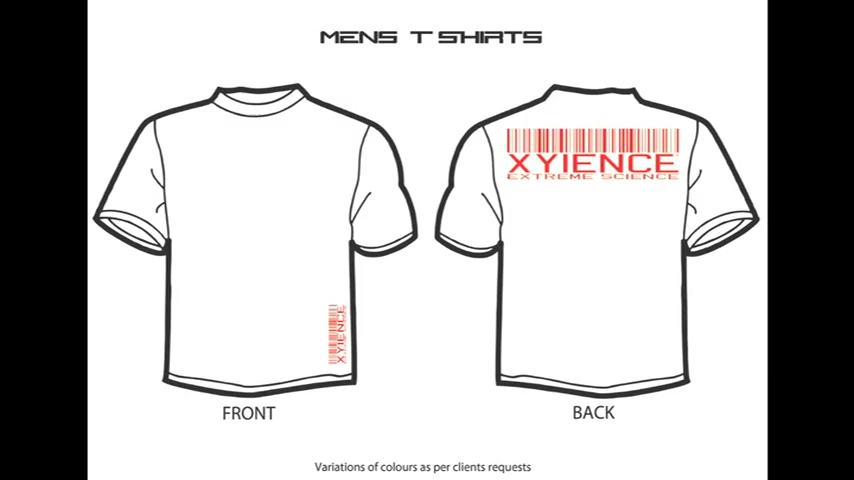 MENS T SHIRTS
XYIENCE
EXTREME SCIENCE
XYIENCE
FRONT
BACK
Variations of colours as per clients requests